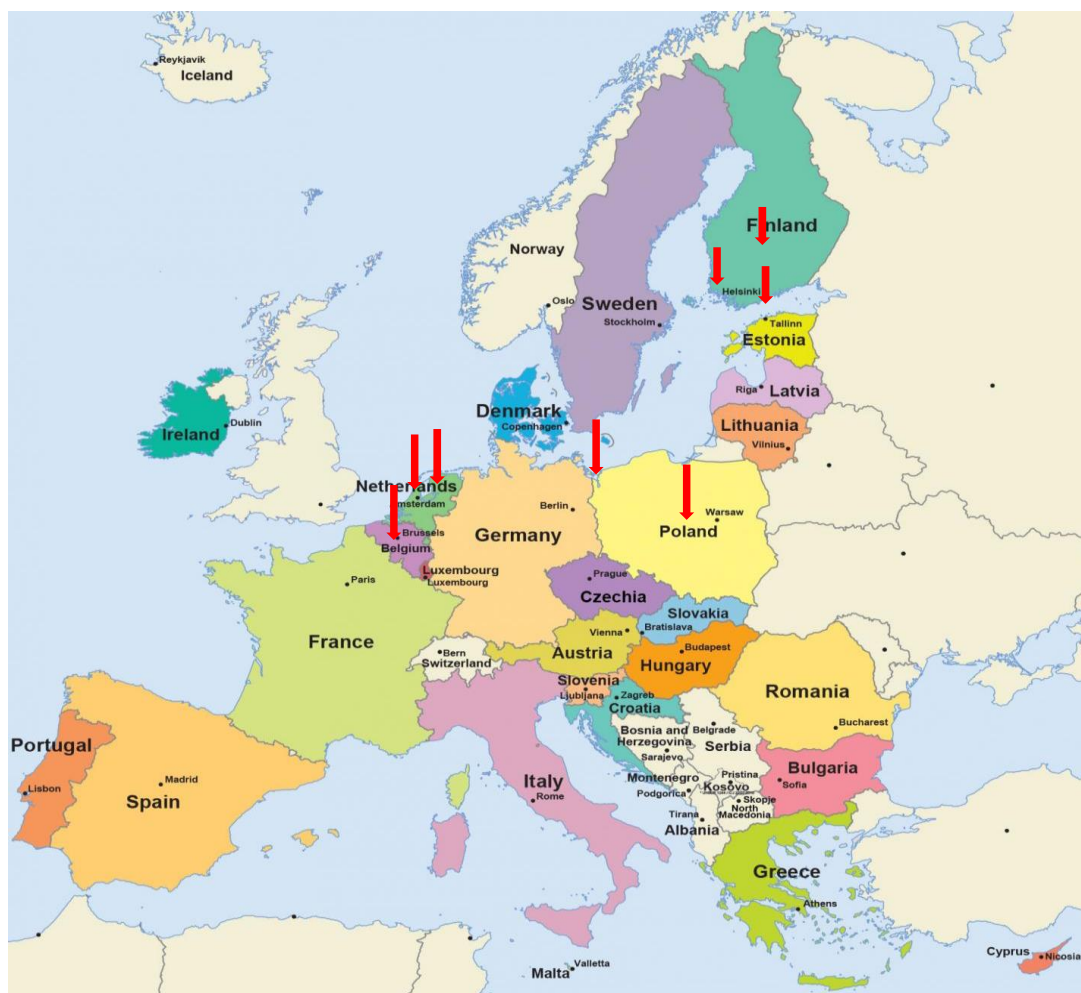 Reykjavik
Iceland
Finland
Norway
Helsinki
Oslo
Sweden
Stockholm
Tallinn
Estonia
Riga
Latvia
Denmark
Copenhagen
Lithuania
Vilnius
Dublin
Ireland
Netherlands
Amsterdam
Berlin
Warsaw
Poland
Germany
Brussels
Belgium
Luxembourg
Luxembourg
Paris
Prague
Czechia
Slovakia
Bratislava
Vienna
Austria
Budapest
Hungary
France
Bern
Switzerland
Slovenia
Ljubljana
Zagreb
Croatia
Romania
Bucharest
Bosnia and
Herzegovina
Sarajevo
Belgrade
Serbia
Portugal
Lisbon
Madrid
Spain
Italy
Rome
Montenegro
Podgorica
Pristina
Kosovo
Bulgaria
Sofia
Skopje
North
Macedonia
Tirana
Albania
Greece
Athens
Cyprus
Nicosia
Malta
Valletta